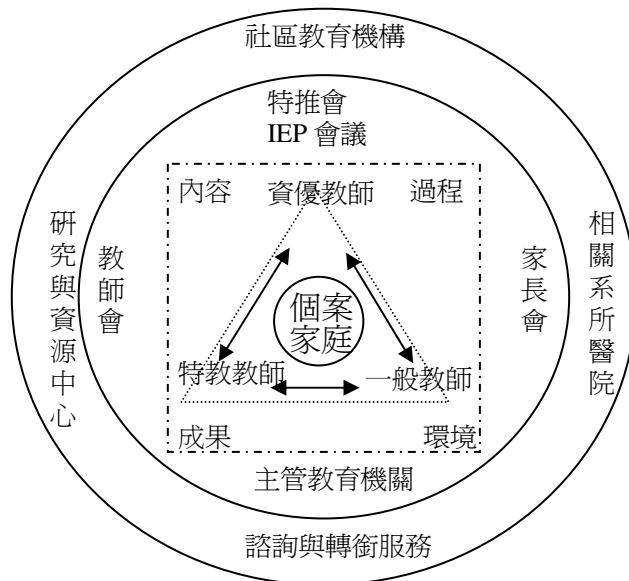 社區教育機構
特推會
IEP 會議
內容
資優教師
過程
研究與資源中心
教師會
個案
家庭
家長會
相關系所醫院
特教教師
一般教師
成果
環境
主管教育機關
諮詢與轉銜服務